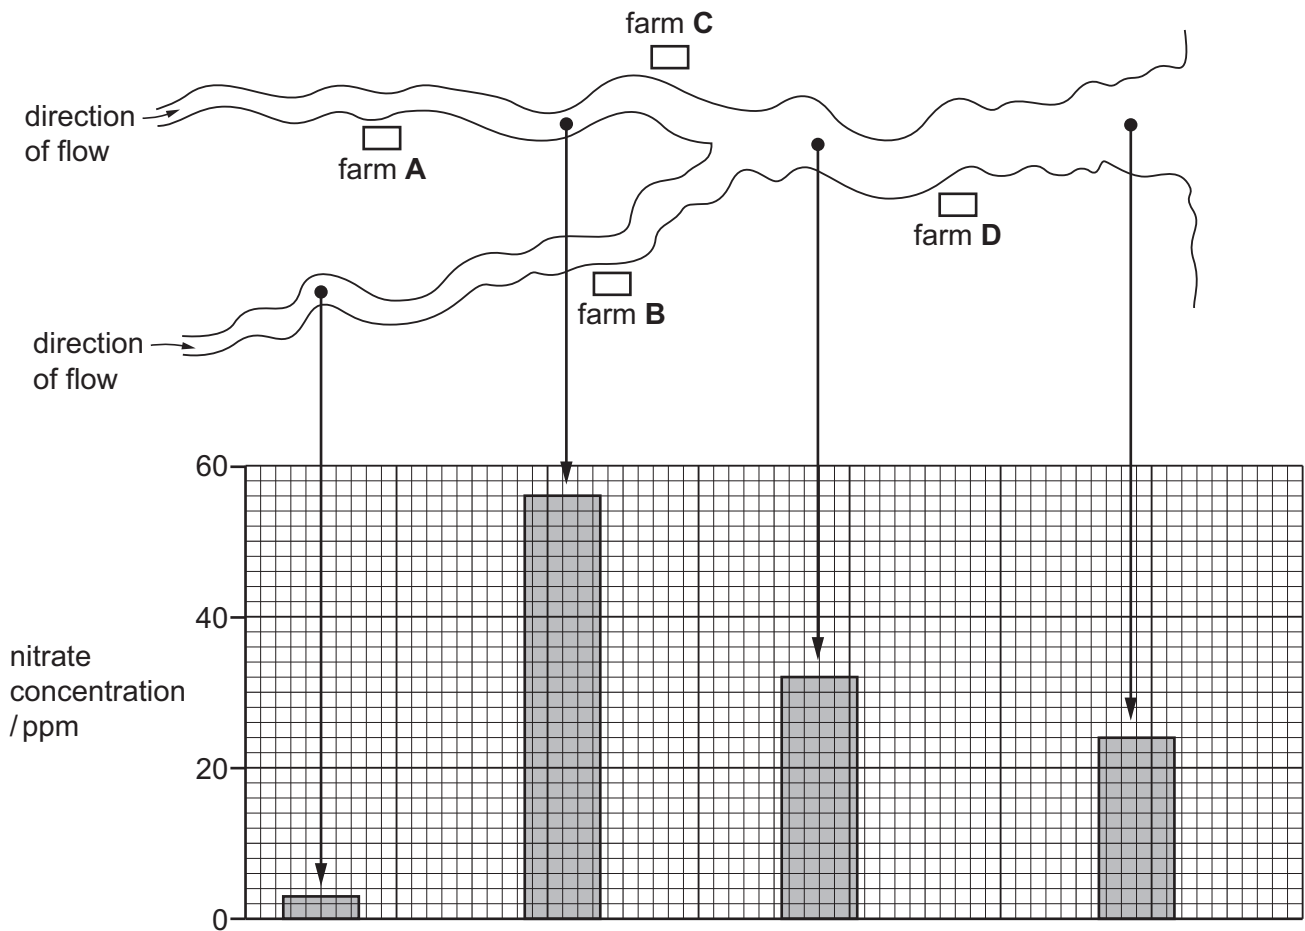 farm C
direction
of flow
farm A
farm D
farm B
direction
of flow
60
40
nitrate
concentration
/ ppm
20
0